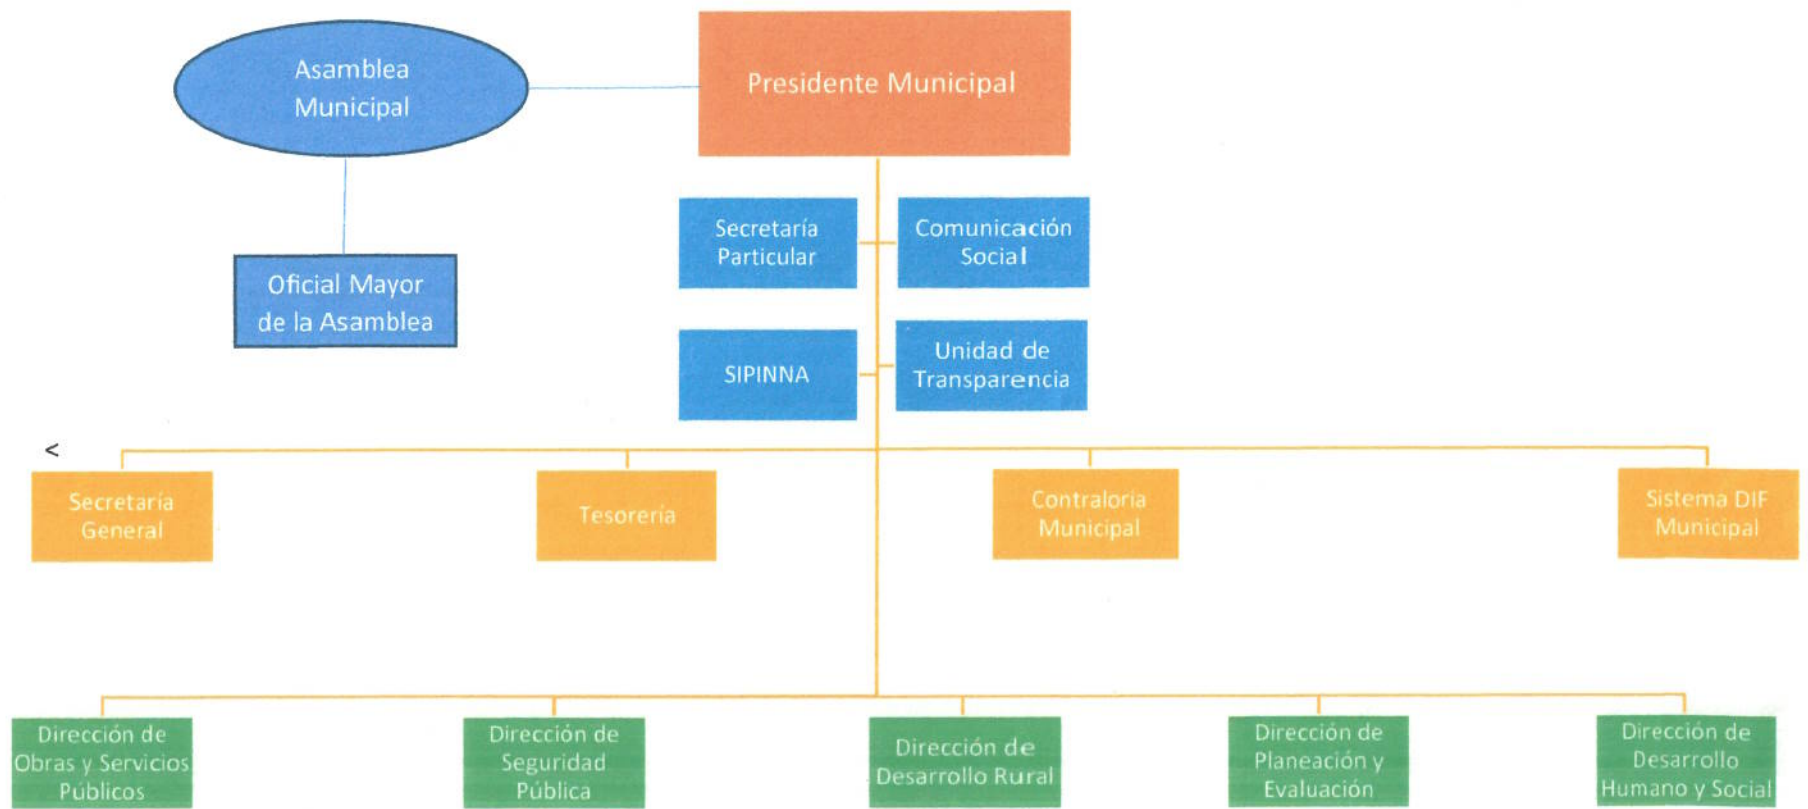 Asamblea
Municipal
Presidente Municipal
Secretaría
Particular
Comunicación
Social
Oficial Mayor
de la Asamblea
SIPINNA
Unidad de
Transparencia
<
Secretaría
General
Tesorería
Contraloría
Municipal
Sistema DIF
Municipal
Dirección de
Obras y Servicios
Públicos
Dirección de
Seguridad
Pública
Dirección de
Desarrollo Rural
Dirección de
Planeación y
Evaluación
Dirección de
Desarrollo
Humano y Social